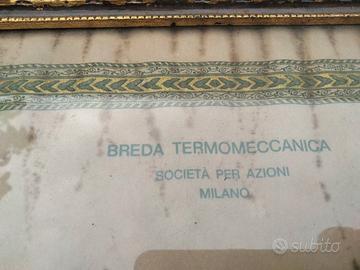 BREDA TERMOMECCANICA
SOCIETÀ PER AZIONI
MILANO
subito